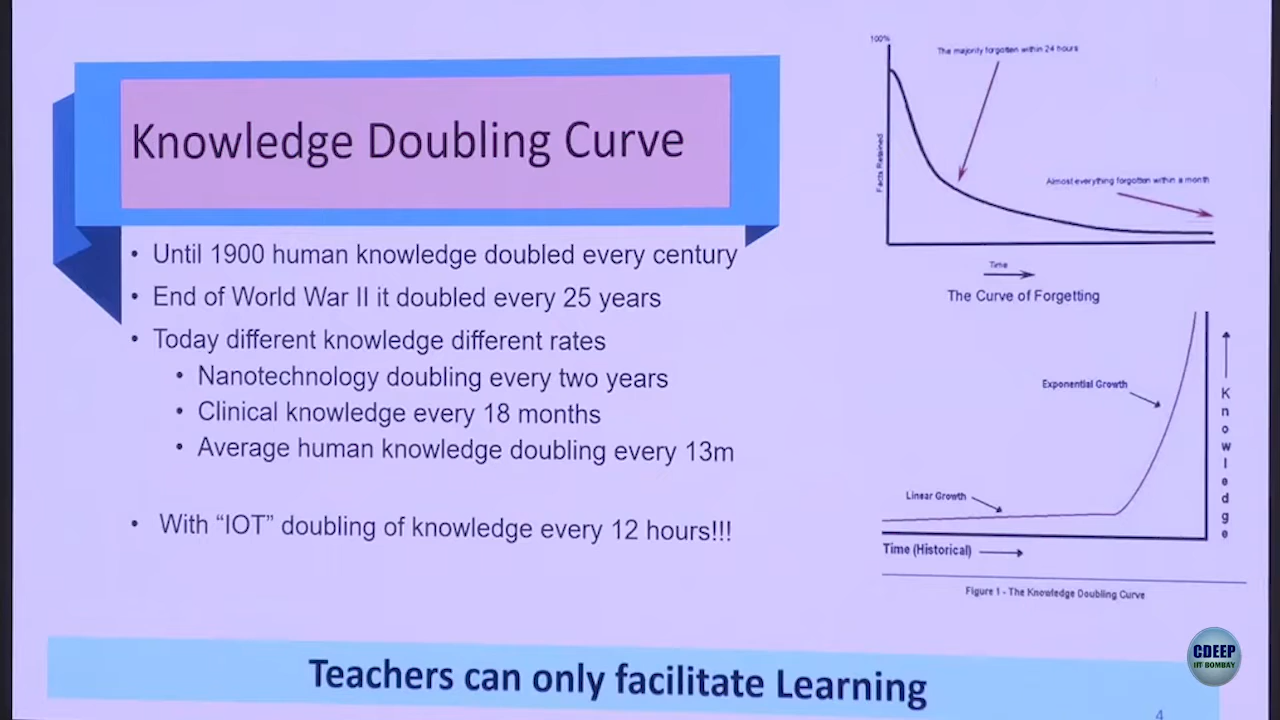 Knowledge Doubling Curve
• Until 1900 human knowledge doubled every century
• End of World War II it doubled every 25 years
• Today different knowledge different rates
• Nanotechnology doubling every two years
• Clinical knowledge every 18 months
• Average human knowledge doubling every 13m
• With “IOT” doubling of knowledge every 12 hours!!!
100%
The majority forgotten within 24 hours
Facts Retained
Almost everything forgotten within a month
Time
The Curve of Forgetting
Exponential Growth
Knowledge
Linear Growth
Time (Historical)
Figure 1 - The Knowledge Doubling Curve
Teachers can only facilitate Learning
CDEEP
IIT BOMBAY
4